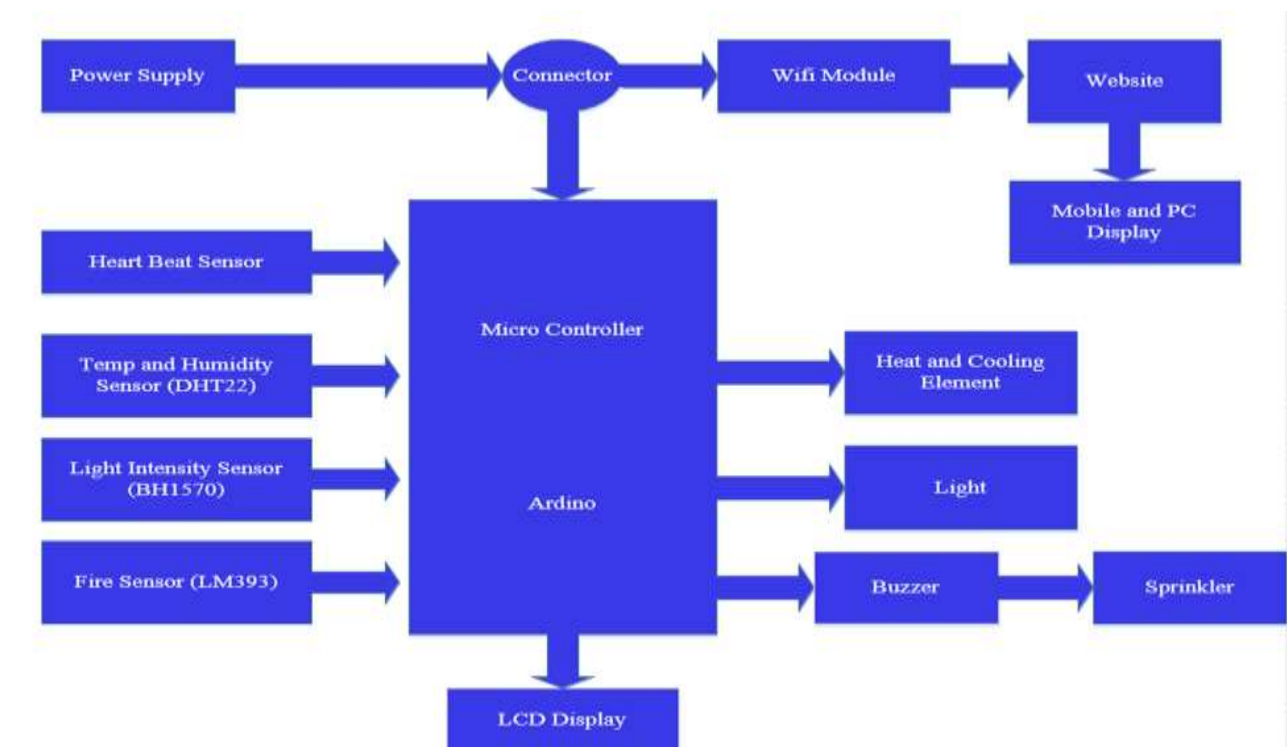 Power Supply
Connector
Wifi Module
Website
Mobile and PC
Display
Heart Beat Sensor
Temp and Humidity
Sensor (DHT22)
Light Intensity Sensor
(BH1570)
Fire Sensor (LM393)
Micro Controller
Ardino
Heat and Cooling
Element
Light
Buzzer
Sprinkler
LCD Display